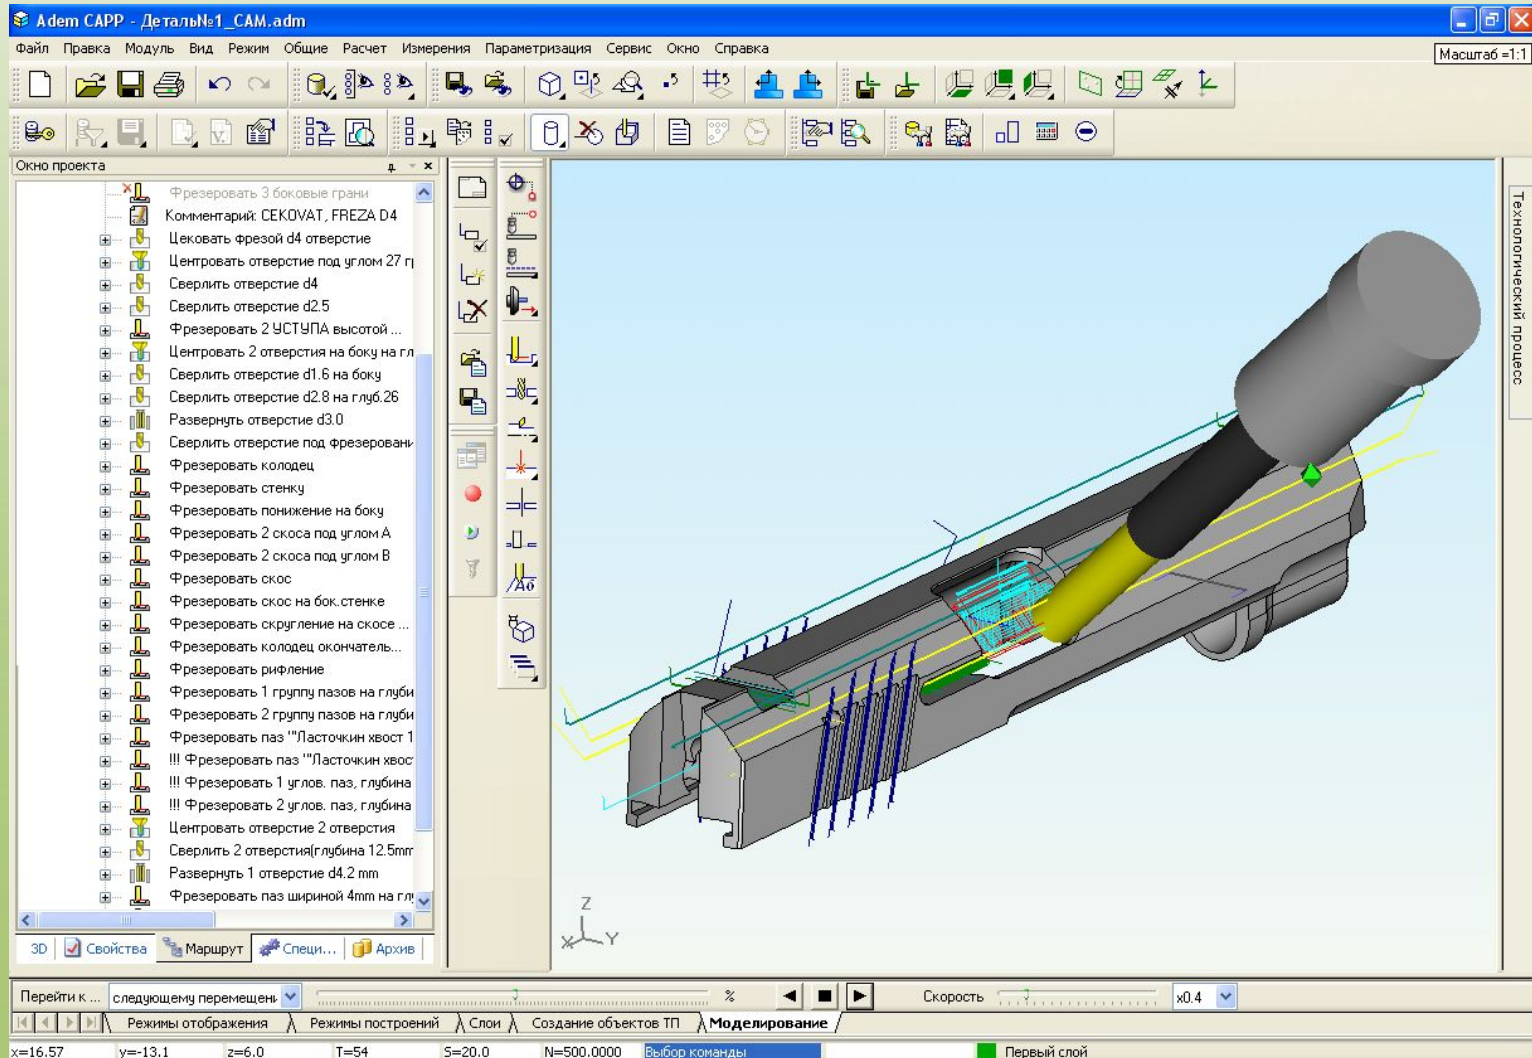 Adem CAPP - Деталь№1_CAM.adm
Файл Правка Модуль Вид Режим Общие Расчет Измерения Параметризация Сервис Окно Справка
Масштаб =1:1
Окно проекта
Фрезеровать 3 боковые грани
Комментарий: CEKOVAT, FREZA D4
Цековать фрезой d4 отверстие
Центровать отверстие под углом 27 г
Сверлить отверстие d4
Сверлить отверстие d2.5
Фрезеровать 2 УСТУПА высотой ...
Центровать 2 отверстия на боку на гл
Сверлить отверстие d1.6 на боку
Сверлить отверстие d2.8 на глуб.26
Развернуть отверстие d3.0
Сверлить отверстие под фрезеровани
Фрезеровать колодец
Фрезеровать стенку
Фрезеровать понижение на боку
Фрезеровать 2 скоса под углом А
Фрезеровать 2 скоса под углом В
Фрезеровать скос
Фрезеровать скос на бок.стенке
Фрезеровать скругление на скосе ...
Фрезеровать колодец окончатель...
Фрезеровать рифление
Фрезеровать 1 группу пазов на глуби
Фрезеровать 2 группу пазов на глуби
Фрезеровать паз '"Ласточкин хвост 1
!!! Фрезеровать паз '"Ласточкин хвос
!!! Фрезеровать 1 углов. паз, глубина
!!! Фрезеровать 2 углов. паз, глубина
Центровать отверстие 2 отверстия
Сверлить 2 отверстия(глубина 12.5mm
Развернуть 1 отверстие d4.2 mm
Фрезеровать паз шириной 4mm на гл
3D Свойства Маршрут Специ... Архив
Технологический процесс
Z
X Y
Перейти к ... следующему перемещен % Скорость x0.4
Режимы отображения Режимы построений Слои Создание объектов ТП Моделирование
x=16.57 y=-13.1 z=6.0 T=54 S=20.0 N=500.0000 Выбор команды Первый слой